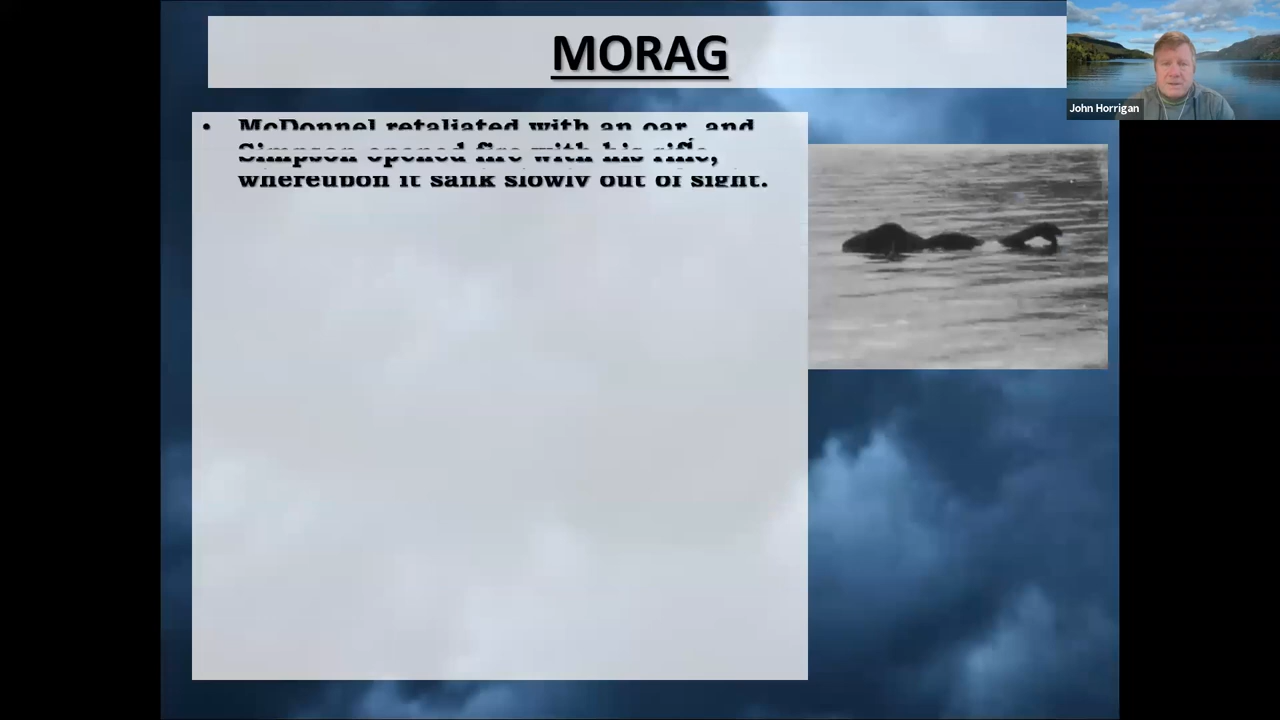 MORAG
John Horrigan
• McDonnel retaliated with an oar, and
Simpson opened fire with his rifle,
whereupon it sank slowly out of sight.